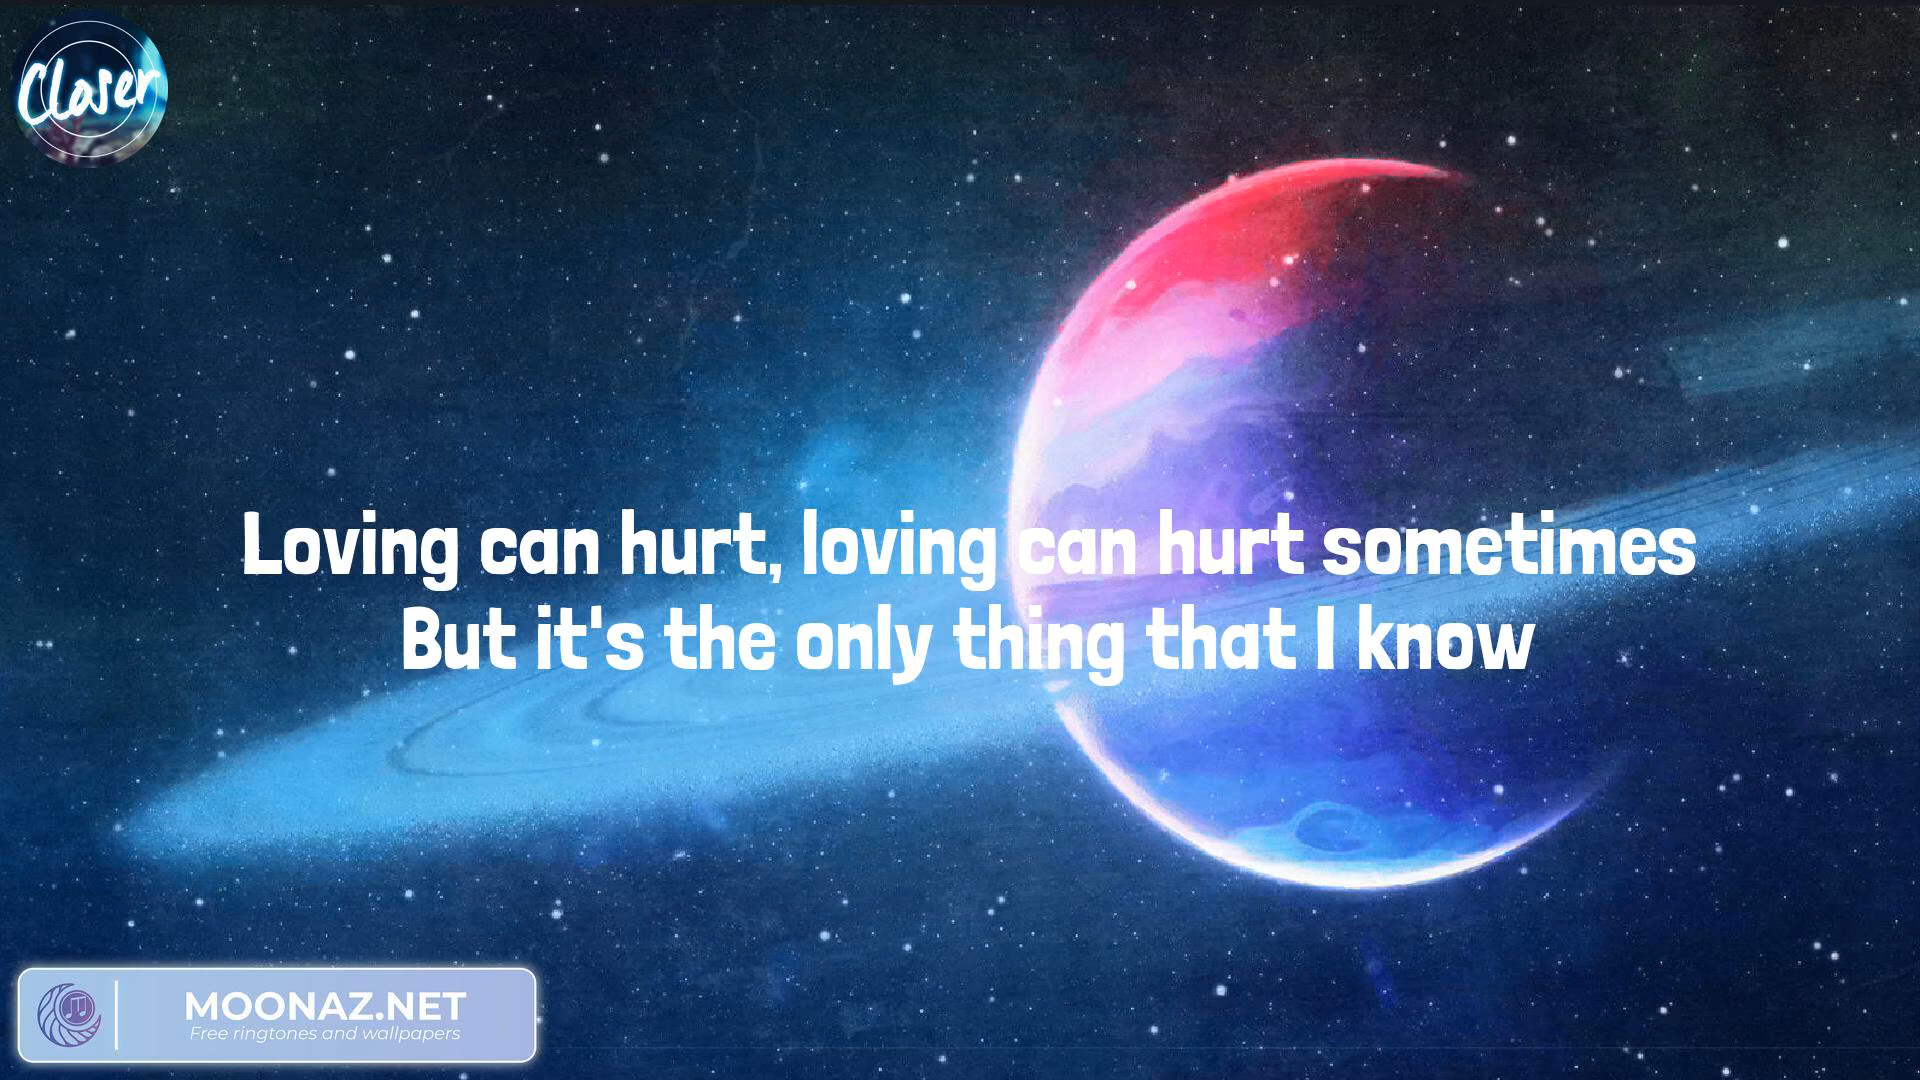 Closer
Loving can hurt, loving can hurt sometimes
But it's the only thing that I know
MOONAZ.NET
Free ringtones and wallpapers